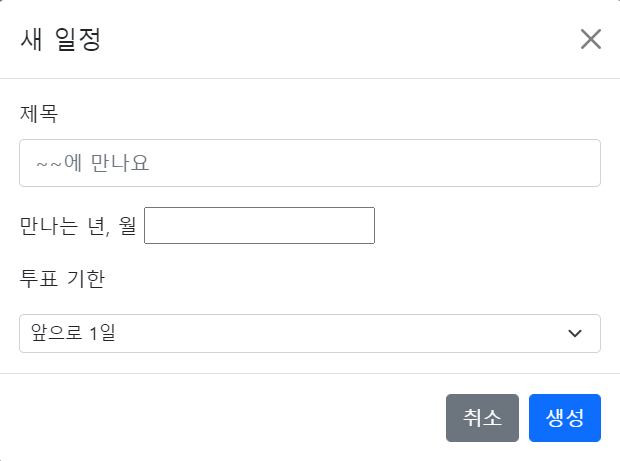 새 일정
제목
~~에 만나요
만나는 년, 월
투표 기한
앞으로 1일
취소 생성